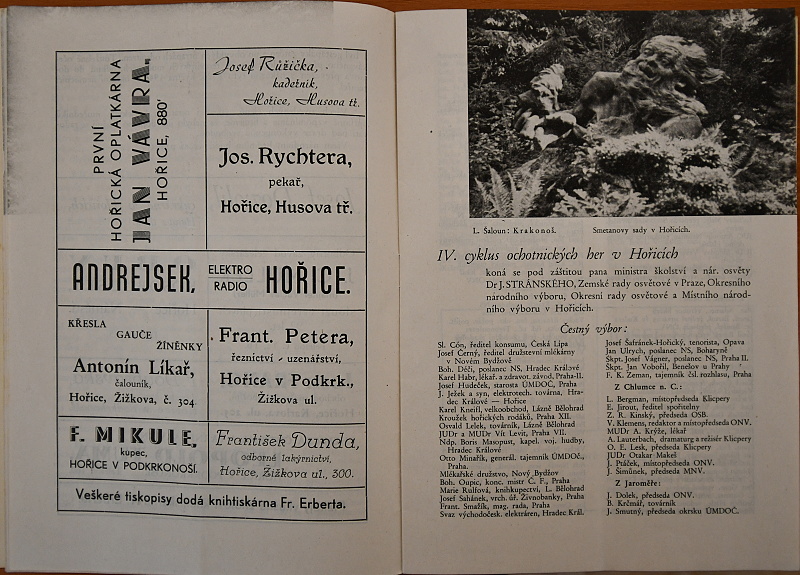 PRVNÍ
HOŘICKÁ OPLATKÁRNA
JAN VÁVRA,
HOŘICE, 880
Josef Růžička,
kadeřník,
Hořice, Husova tř.
Jos. Rychtera,
pekař,
Hořice, Husova tř.
ANDREJSEK,
ELEKTRO
RADIO
HOŘICE.
KŘESLA
GAUČE
ŽÍNĚNKY
Antonín Líkař,
čalouník,
Hořice, Žižkova, č. 304
Frant. Petera,
řeznictví - uzenářství,
Hořice v Podkrk.,
Žižkova ul.
F. MIKULE,
kupec,
HOŘICE V PODKRKONOŠÍ.
František Dunda,
odborné lakýrnictví,
Hořice, Žižkova ul., 300.
Veškeré tiskopisy dodá knihtiskárna Fr. Erberta.
L. Šaloun: Krakonoš. Smetanovy sady v Hořicích.
IV. cyklus ochotnických her v Hořicích
koná se pod záštitou pana ministra školství a nár. osvěty
Dr J. STRÁNSKÉHO, Zemské rady osvětové v Praze, Okresního
národního výboru, Okresní rady osvětové a Místního národ-
ního výboru v Hořicích.
Čestný výbor:
Sl. Cón, ředitel konsumu, Česká Lípa
Josef Černý, ředitel družstevní mlékárny
v Novém Bydžově
Boh. Děči, poslanec NS, Hradec Králové
Karel Habr, lékař. a zdravot. závod, Praha-II.
Josef Hudeček, starosta ÚMDOČ, Praha
J. Ježek a syn, elektrotech. továrna, Hra-
dec Králové — Hořice
Karel Kneifl, velkoobchod, Lázně Bělohrad
Kroužek hořických rodáků, Praha XII.
Osvald Lelek, továrník, Lázně Bělohrad
JUDr a MUDr Vít Levit, Praha VII.
Ndp. Boris Masopust, kapel. voj. hudby,
Hradec Králové
Otto Minařík, generál. tajemník ÚMDOČ.,
Praha.
Mlékařské družstvo, Nový Bydžov
Boh. Oupic, konc. mistr Č. F., Praha
Marie Rulfová, knihkupectví, L. Bělohrad
Josef Sahánek, vrch. úř. Živnobanky, Praha
Frant. Smažík, mag. rada, Praha
Svaz východočesk. elektráren, Hradec Král.
Josef Šafránek-Hořický, tenorista, Opava
Jan Ulrych, poslanec NS, Boharyně
Škpt. Josef Vágner, poslanec NS, Praha II.
Škpt. Jan Vobořil, Benelov u Prahy
F. K. Zeman, tajemník čsl. rozhlasu, Praha
Z Chlumce n. C.:
L. Bergman, místopředseda Klicpery
E. Jirout, ředitel spořitelny
Z. R. Kinský, předseda OSB.
V. Klemens, redaktor a místopředseda ONV.
MUDr A. Krýže, lékař
A. Lauterbach, dramaturg a režisér Klicpery
O. E. Lesk, předseda Klicpery
JUDr Otakar Makel
J. Ptáček, místopředseda ONV.
J. Šimůnek, předseda MNV.
Z Jaroměře:
J. Dolek, předseda ONV.
B. Krčmář, továrník
J. Smutný, předseda okrsku ÚMDOČ.